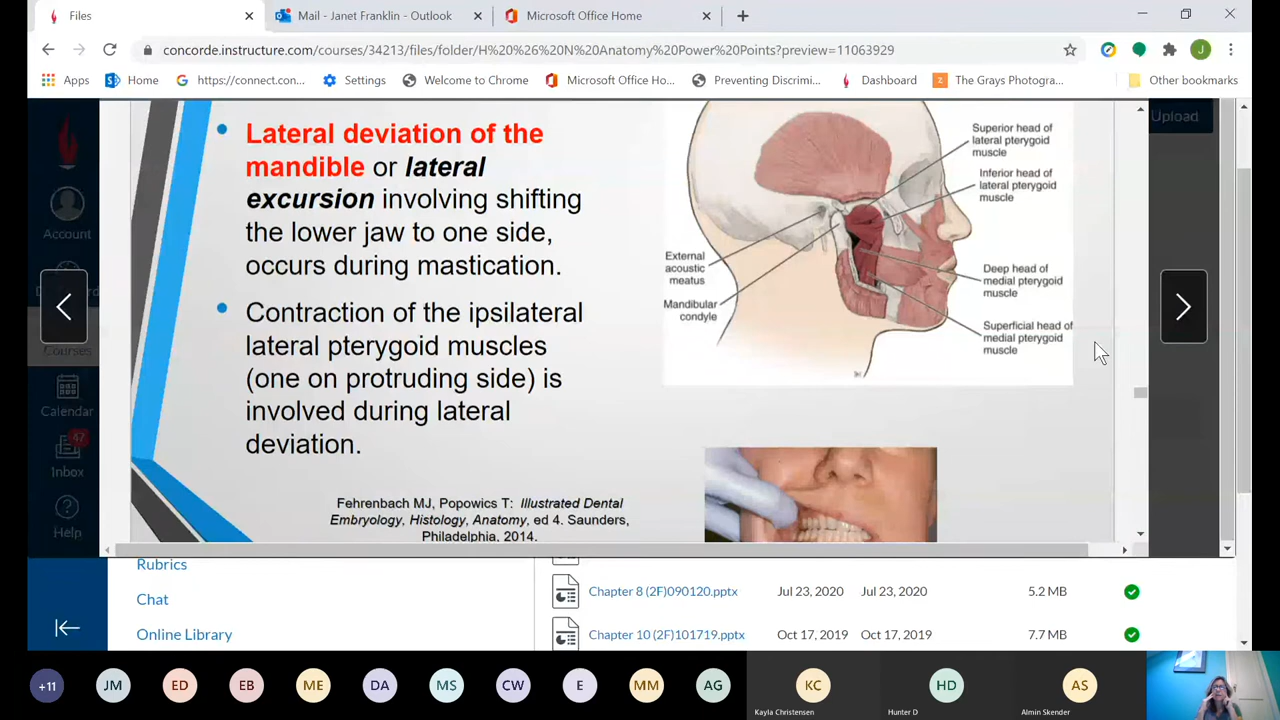 Files
Mail - Janet Franklin - Outlook
Microsoft Office Home
concorde.instructure.com/courses/34213/files/folder/H%20%26%20N%20Anatomy%20Power%20Points?preview=11063929
J
Apps
Home
https://connect.con...
Settings
Welcome to Chrome
Microsoft Office Ho...
Preventing Discrimi...
Dashboard
The Grays Photogra...
Other bookmarks
Upload
Account
Courses
Calendar
47
Inbox
Help
Lateral deviation of the
mandible or lateral
excursion involving shifting
the lower jaw to one side,
occurs during mastication.
Contraction of the ipsilateral
lateral pterygoid muscles
(one on protruding side) is
involved during lateral
deviation.
Superior head of
lateral pterygoid
muscle
Inferior head of
lateral pterygoid
muscle
External
acoustic
meatus
Mandibular
condyle
Deep head of
medial pterygoid
muscle
Superficial head of
medial pterygoid
muscle
Fehrenbach MJ, Popowics T: Illustrated Dental
Embryology, Histology, Anatomy, ed 4. Saunders,
Philadelphia, 2014.
Rubrics
Chat
Online Library
Chapter 8 (2F)090120.pptx Jul 23, 2020 Jul 23, 2020 5.2 MB
Chapter 10 (2F)101719.pptx Oct 17, 2019 Oct 17, 2019 7.7 MB
+11 JM ED EB ME DA MS CW E MM AG KC HD AS
Kayla Christensen Hunter D Almin Skender